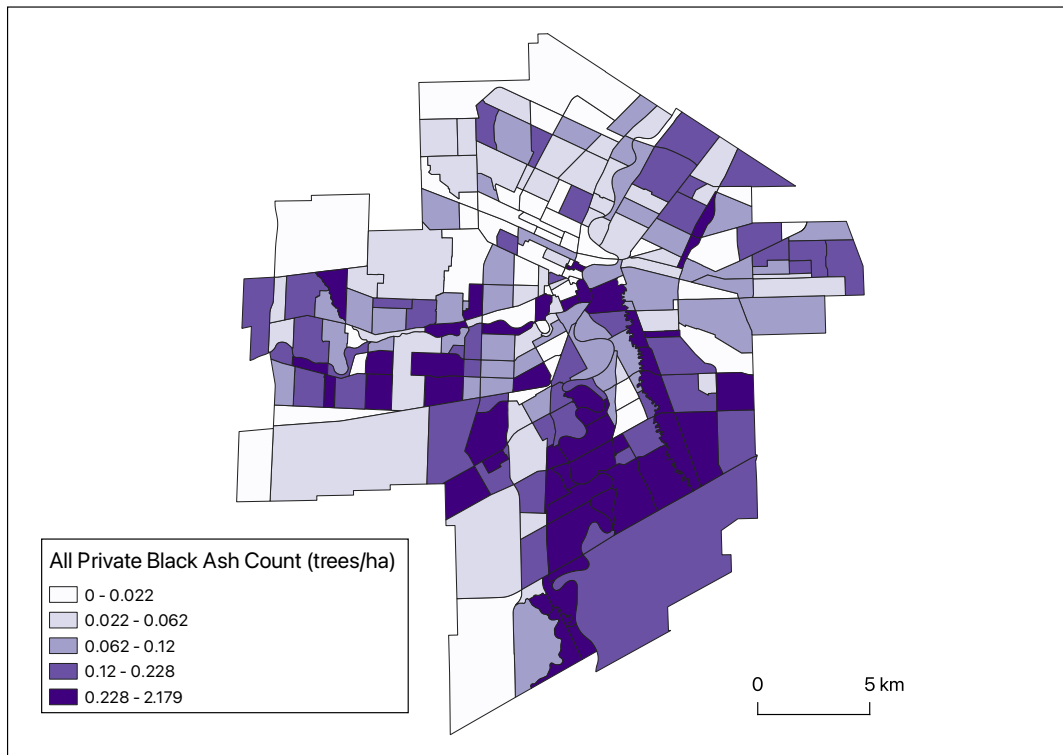 All Private Black Ash Count (trees/ha)
0 - 0.022
0.022 - 0.062
0.062 - 0.12
0.12 - 0.228
0.228 - 2.179
0 5 km